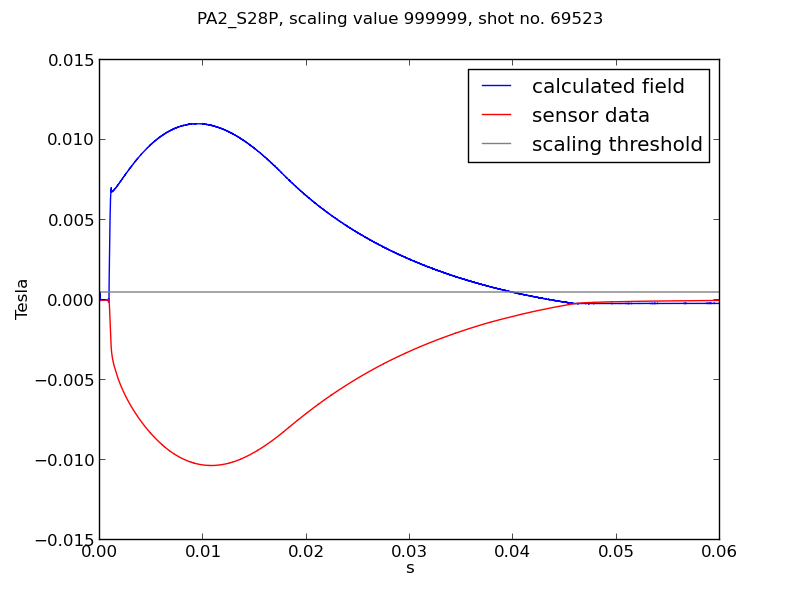 PA2_S28P, scaling value 999999, shot no. 69523
calculated field
sensor data
scaling threshold
0.015
0.010
0.005
0.000
−0.005
−0.010
−0.015
Tesla
0.00 0.01 0.02 0.03 0.04 0.05 0.06
s